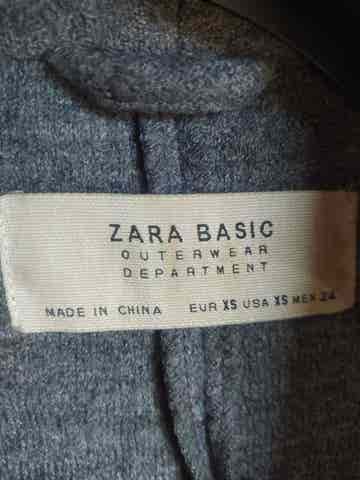 ZARA BASIC
OUTERWEAR
DEPARTMENT
MADE IN CHINA EUR XS USA XS MEX 24